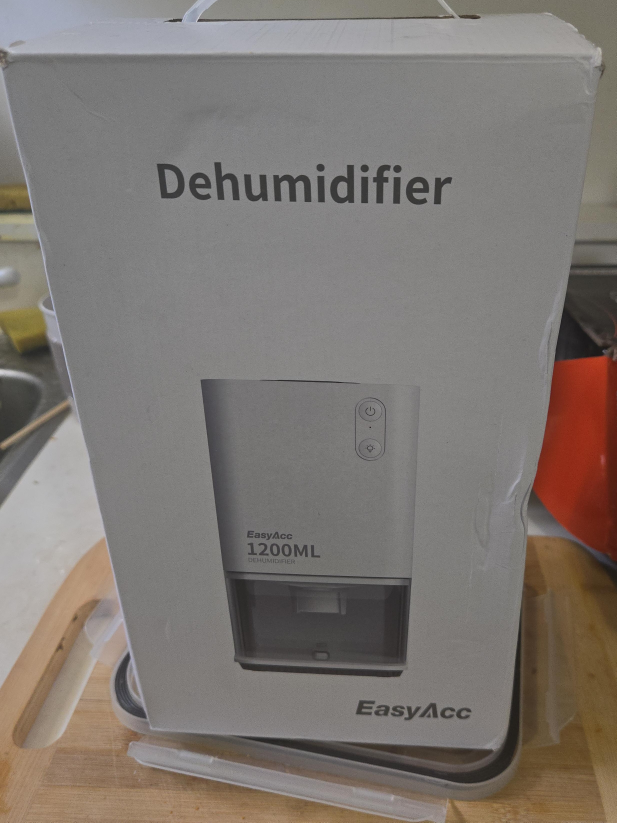 Dehumidifier
EasyAcc
1200ML
DEHUMIDIFIER
EasyAcc